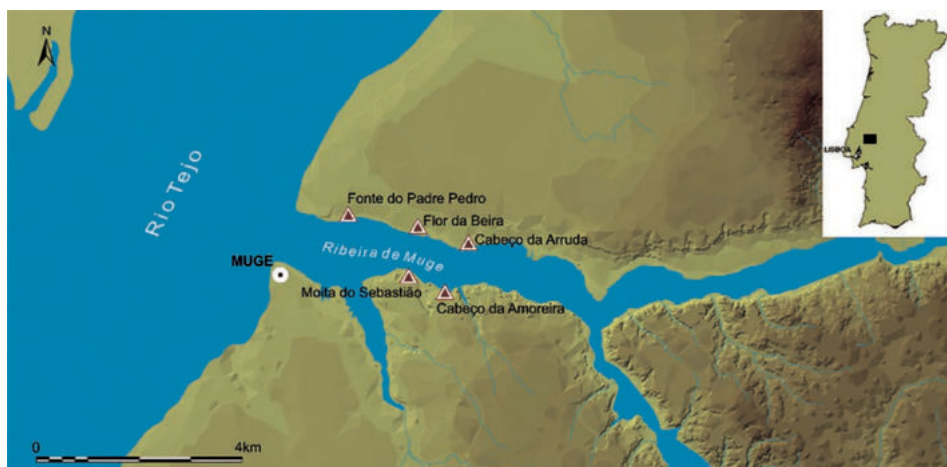 N
LISBOA
Rio Tejo
Fonte do Padre Pedro
Flor da Beira
Cabeço da Arruda
Ribeira de Muge
MUGE
Moita do Sebastião
Cabeço da Amoreira
0 4km